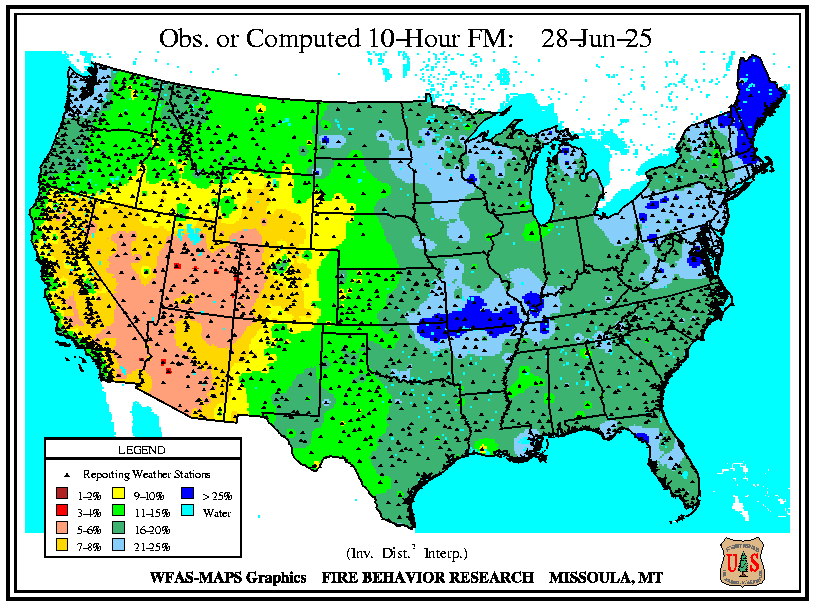 Obs. or Computed 10-Hour FM: 28-Jun-25
LEGEND
Reporting Weather Stations
1-2% 9-10% > 25%
3-4% 11-15% Water
5-6% 16-20%
7-8% 21-25%
(Inv. Dist.² Interp.)
WFAS-MAPS Graphics FIRE BEHAVIOR RESEARCH MISSOULA, MT
U S